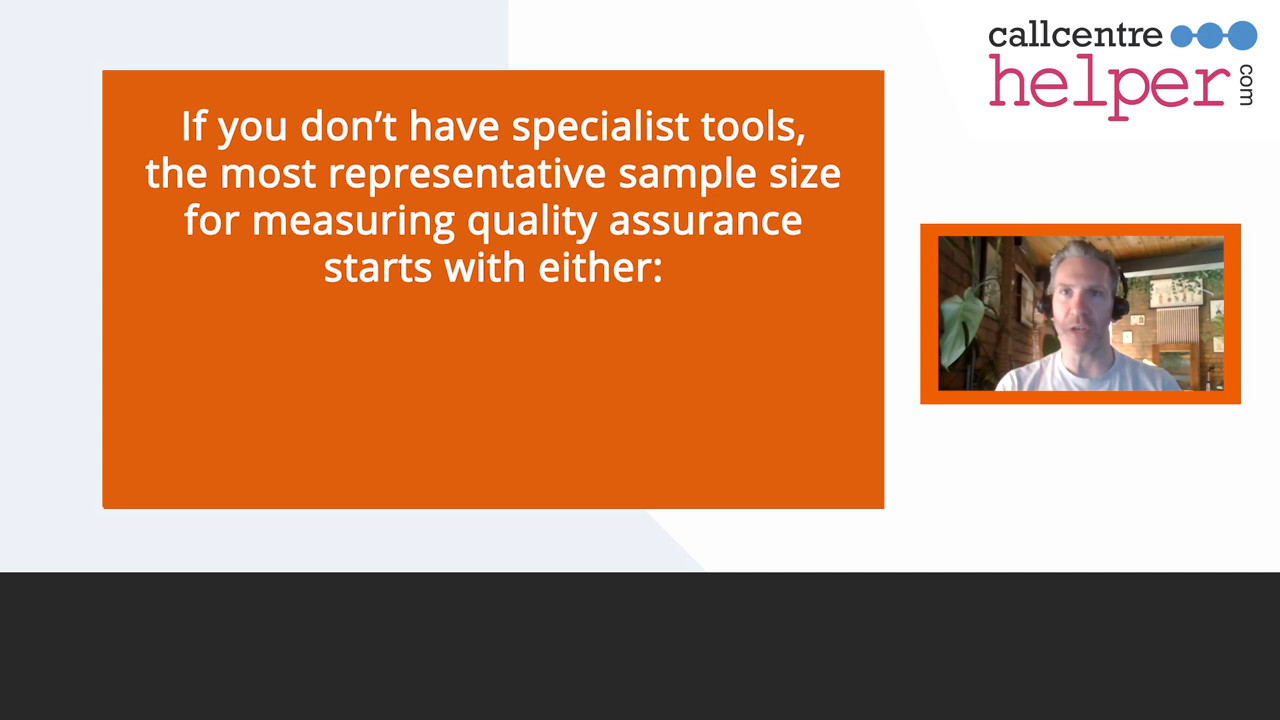 callcentre
helper
com
If you don’t have specialist tools,
the most representative sample size
for measuring quality assurance
starts with either: